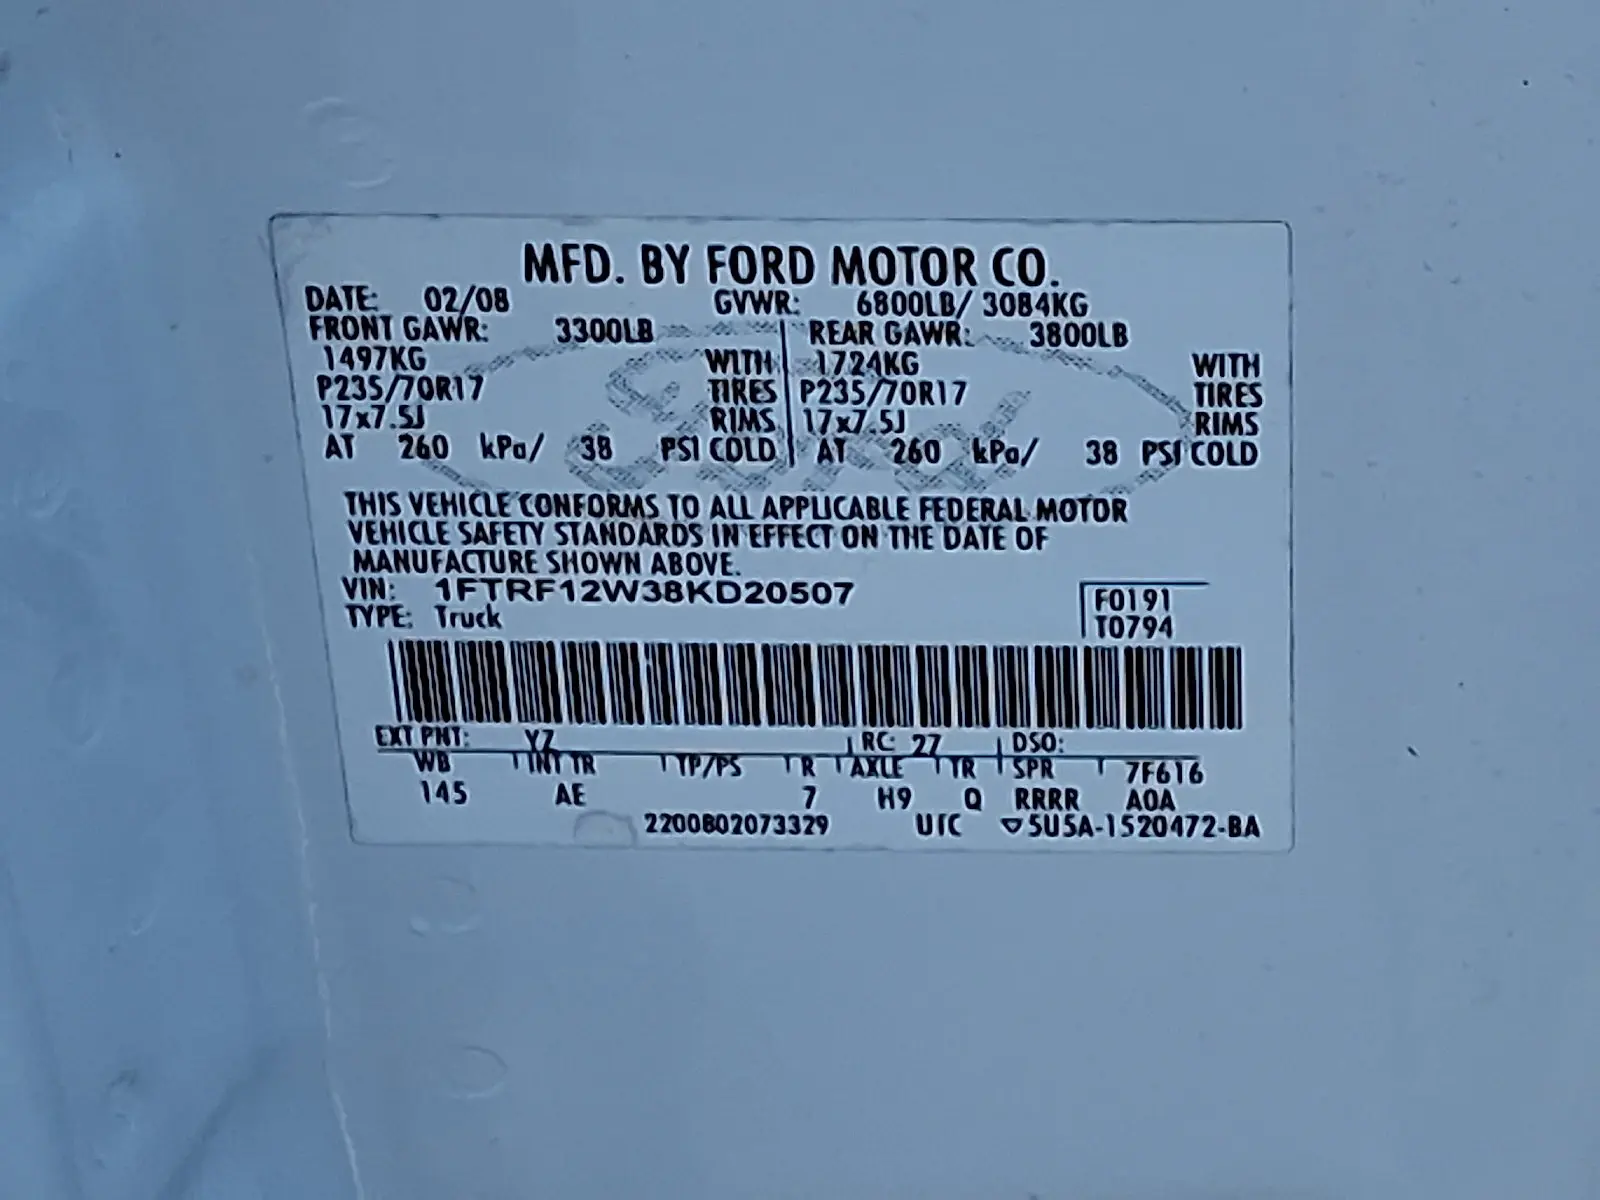 MFD. BY FORD MOTOR CO.
DATE: 02/08 GVWR: 6800LB/ 3084KG
FRONT GAWR: 3300LB REAR GAWR: 3800LB
1497KG WITH 1724KG WITH
P235/70R17 TIRES P235/70R17 TIRES
17x7.5J RIMS 17x7.5J RIMS
AT 260 kPa/ 38 PSI COLD AT 260 kPa/ 38 PSI COLD
THIS VEHICLE CONFORMS TO ALL APPLICABLE FEDERAL MOTOR
VEHICLE SAFETY STANDARDS IN EFFECT ON THE DATE OF
MANUFACTURE SHOWN ABOVE.
VIN: 1FTRF12W38KD20507 F0191
TYPE: Truck T0794
EXT PNT: YZ RC: 27 DSO:
WB INT TR TP/PS R AXLE TR SPR 7F616
145 AE 7 H9 Q RRRR AOA
2200802073329 UTC ▽5U5A-1520472-BA
Ford